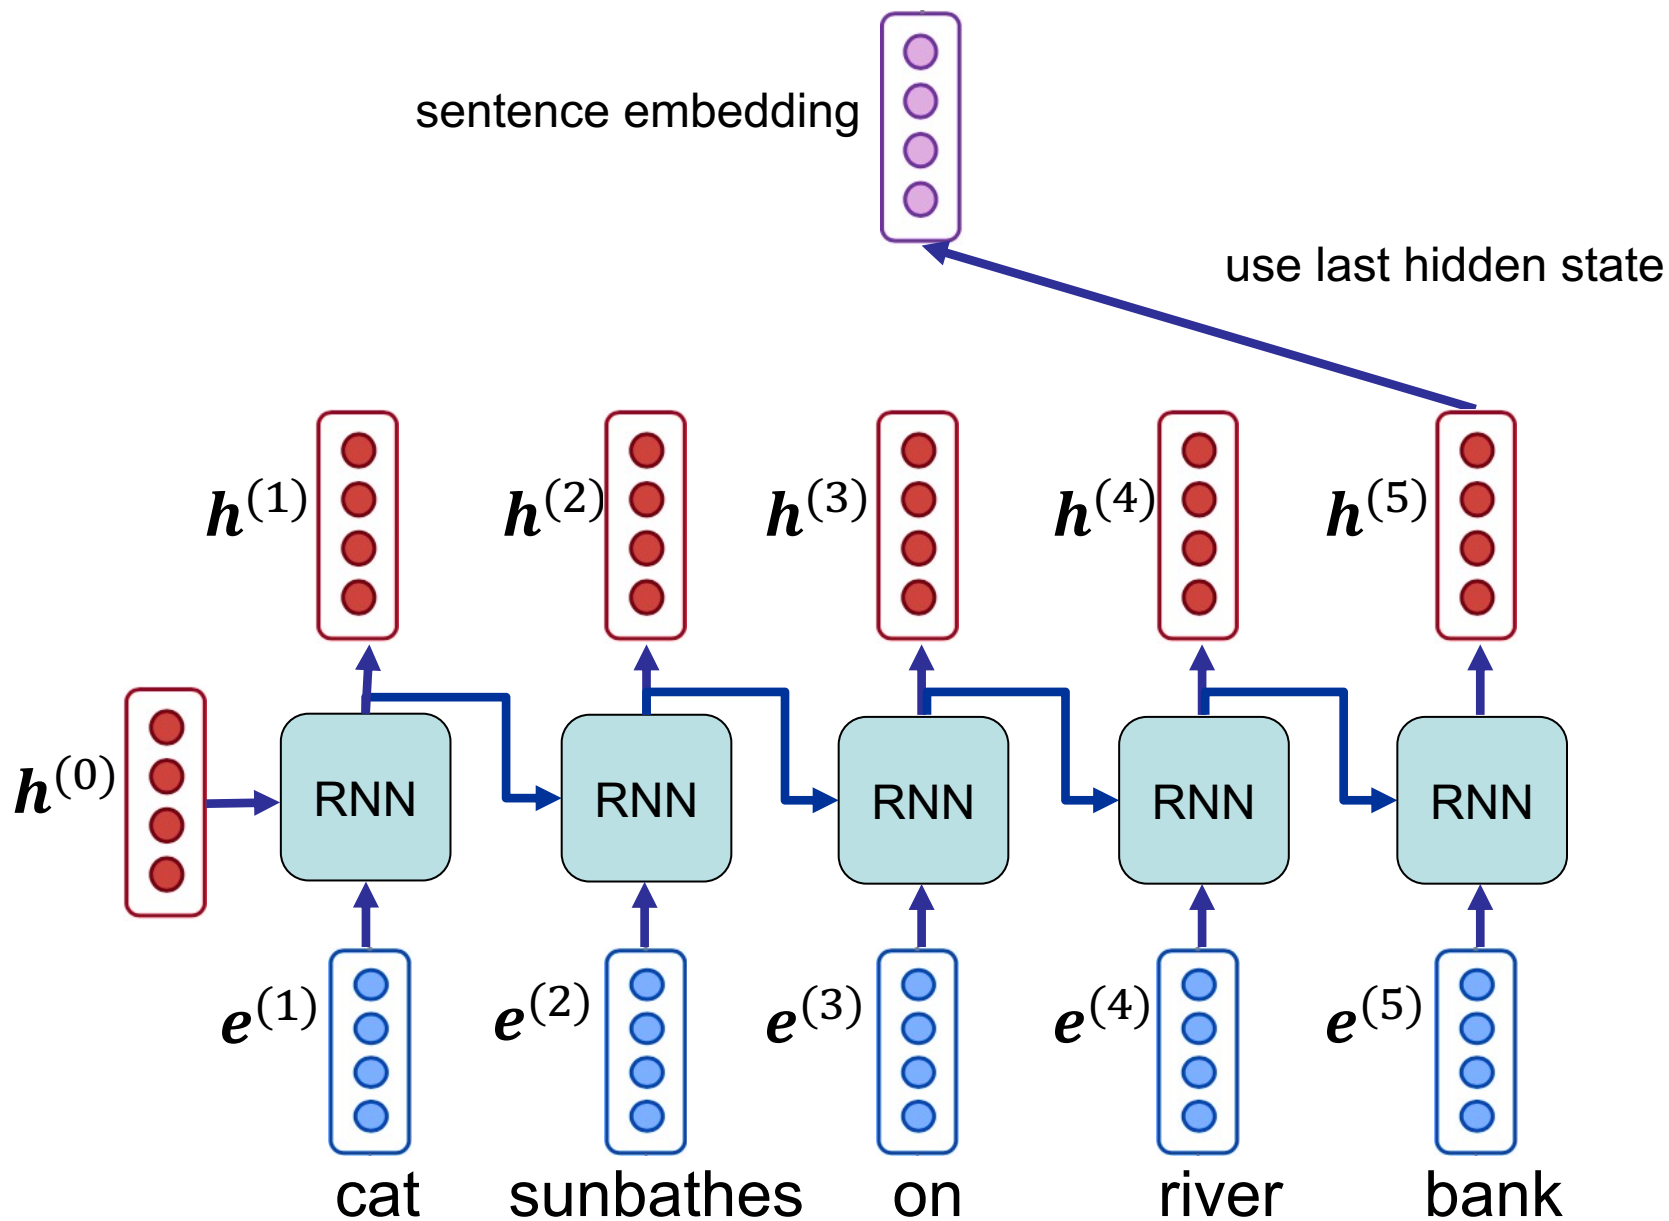 sentence embedding
use last hidden state
h^(1) h^(2) h^(3) h^(4) h^(5)
h^(0)
RNN RNN RNN RNN RNN
e^(1) e^(2) e^(3) e^(4) e^(5)
cat sunbathes on river bank